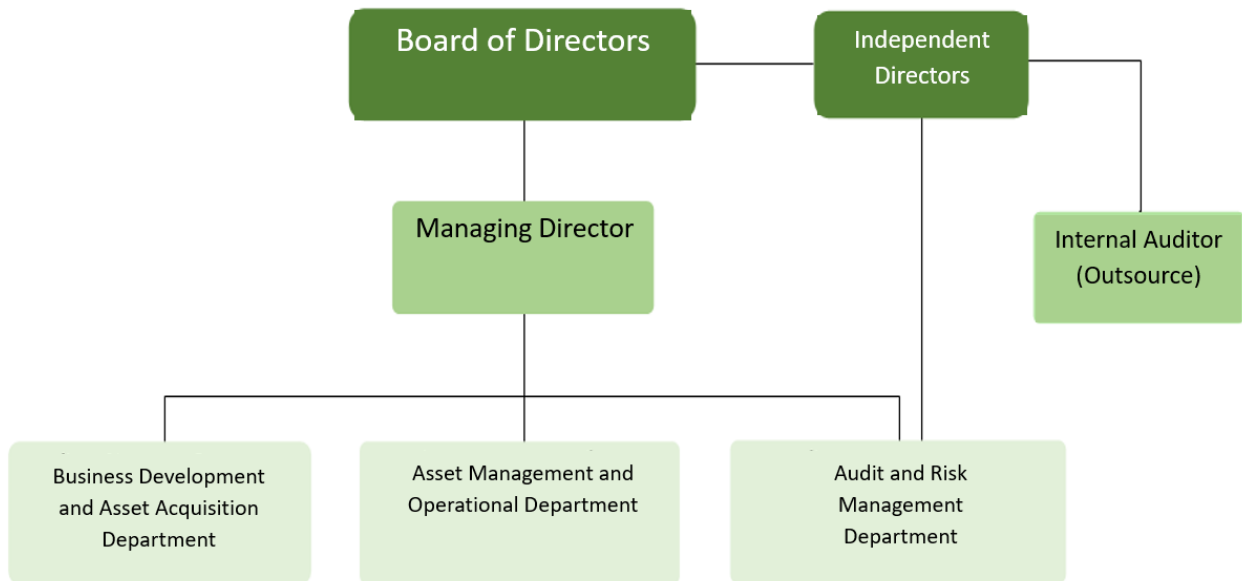 Board of Directors
Independent
Directors
Managing Director
Internal Auditor
(Outsource)
Business Development
and Asset Acquisition
Department
Asset Management and
Operational Department
Audit and Risk
Management
Department